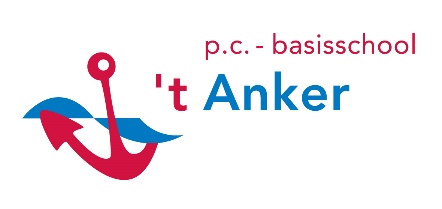 p.c. - basisschool
't Anker